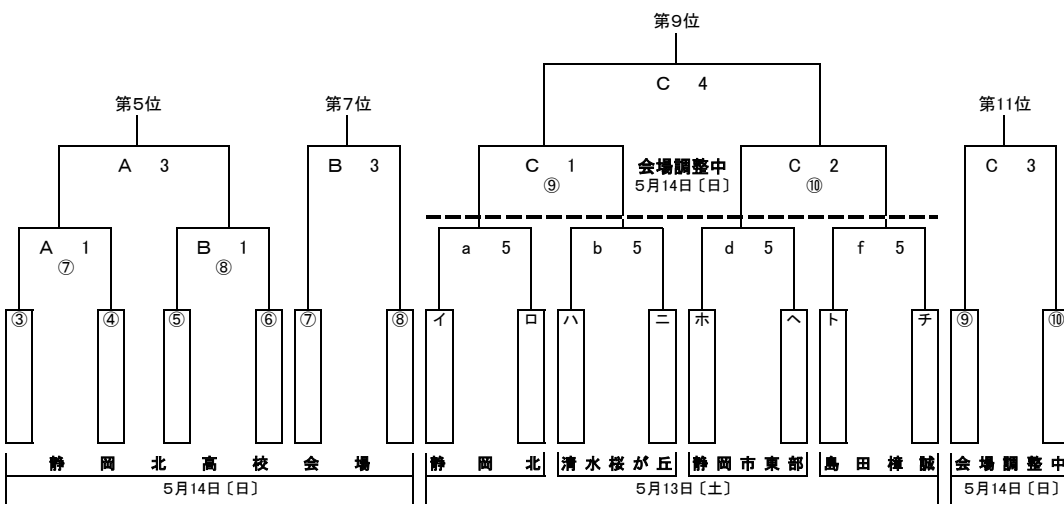 第9位
C 4
第5位
第7位
第11位
A 3
B 3
C 1
⑨
会場調整中
5月14日〔日〕
C 2
⑩
C 3
A 1
⑦
B 1
⑧
a 5
b 5
d 5
f 5
③
④
⑤
⑥
⑦
⑧
イ
ロ
ハ
ニ
ホ
ヘ
ト
チ
⑨
⑩
静岡北高校会場
静岡北
清水桜が丘
静岡市東部
島田樟誠
会場調整中
5月14日〔日〕
5月13日〔土〕
5月14日〔日〕